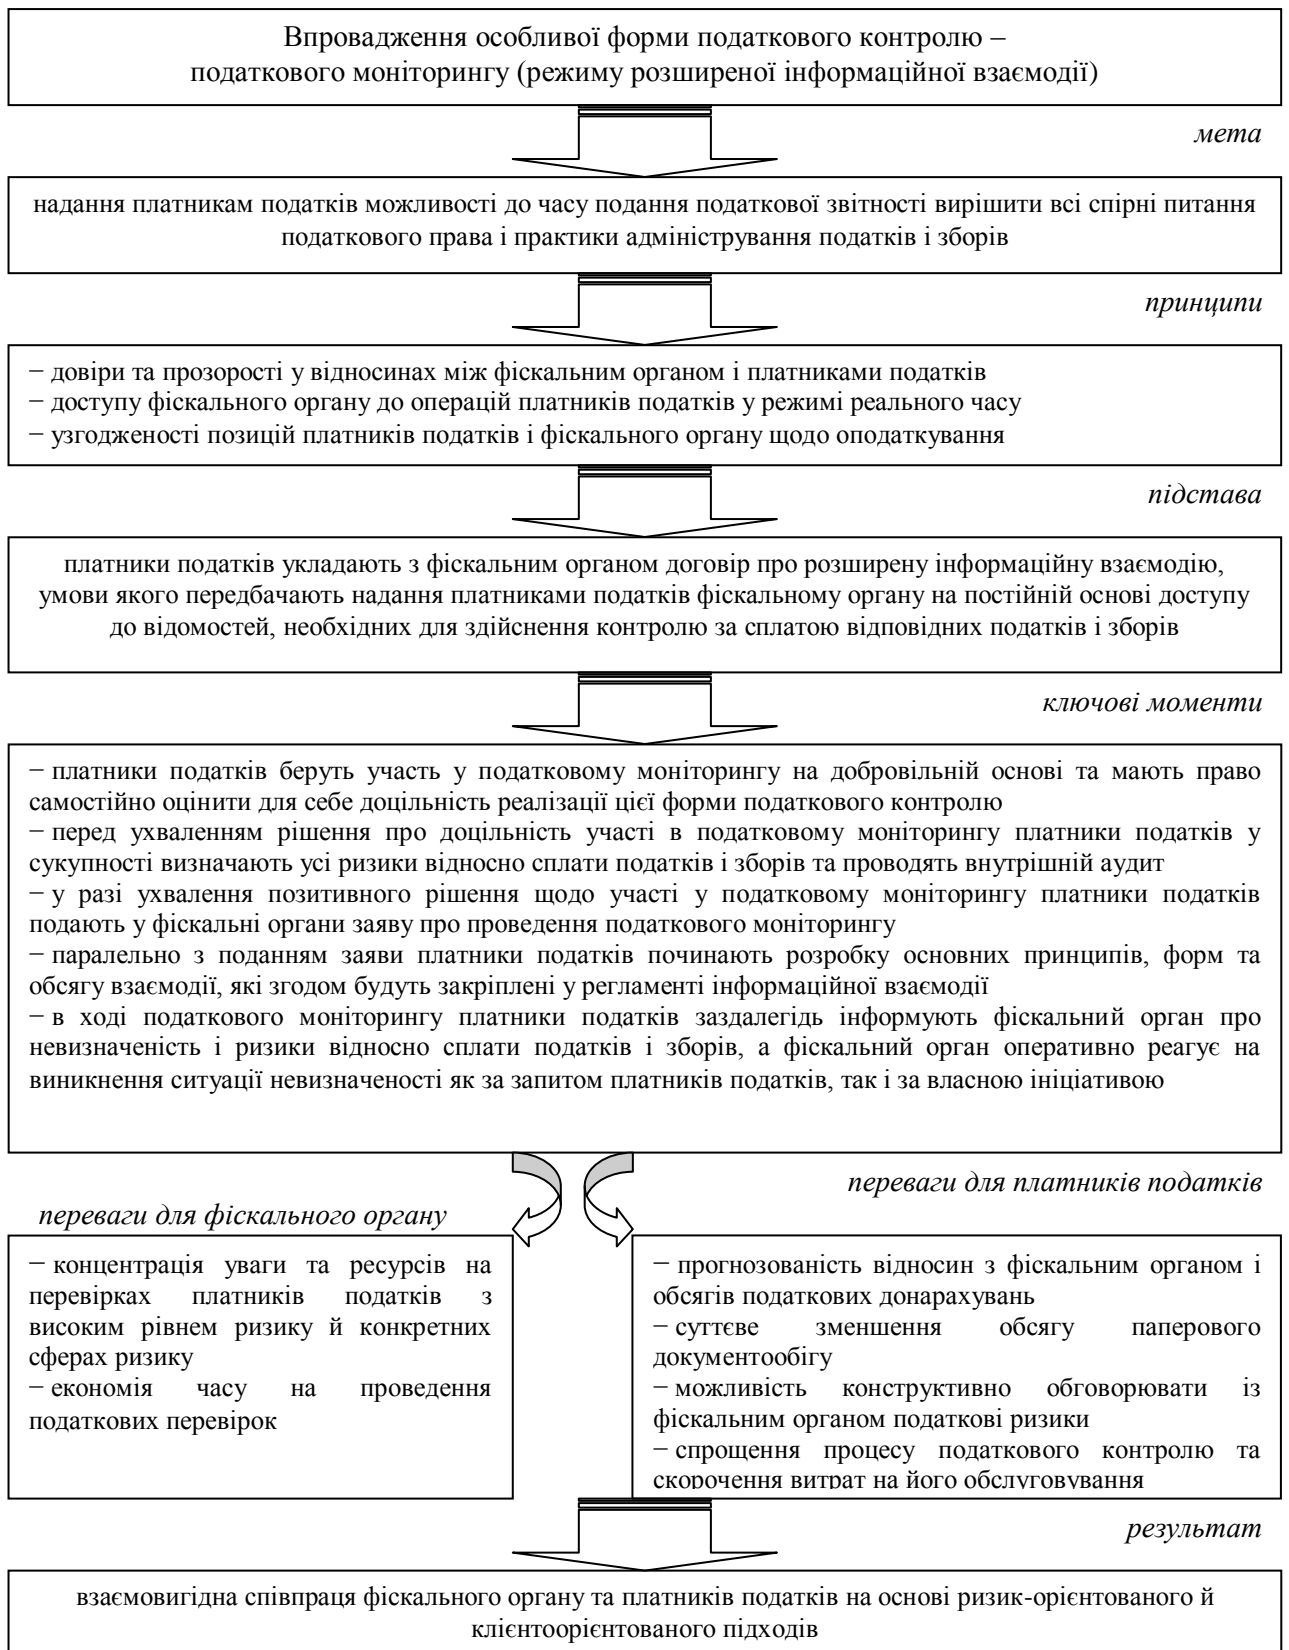 Впровадження особливої форми податкового контролю –
податкового моніторингу (режиму розширеної інформаційної взаємодії)
мета
надання платникам податків можливості до часу подання податкової звітності вирішити всі спірні питання
податкового права і практики адміністрування податків і зборів
принципи
− довіри та прозорості у відносинах між фіскальним органом і платниками податків
− доступу фіскального органу до операцій платників податків у режимі реального часу
− узгодженості позицій платників податків і фіскального органу щодо оподаткування
підстава
платники податків укладають з фіскальним органом договір про розширену інформаційну взаємодію,
умови якого передбачають надання платниками податків фіскальному органу на постійній основі доступу
до відомостей, необхідних для здійснення контролю за сплатою відповідних податків і зборів
ключові моменти
− платники податків беруть участь у податковому моніторингу на добровільній основі та мають право
самостійно оцінити для себе доцільність реалізації цієї форми податкового контролю
− перед ухваленням рішення про доцільність участі в податковому моніторингу платники податків у
сукупності визначають усі ризики відносно сплати податків і зборів та проводять внутрішній аудит
− у разі ухвалення позитивного рішення щодо участі у податковому моніторингу платники податків
подають у фіскальні органи заяву про проведення податкового моніторингу
− паралельно з поданням заяви платники податків починають розробку основних принципів, форм та
обсягу взаємодії, які згодом будуть закріплені у регламенті інформаційної взаємодії
− в ході податкового моніторингу платники податків заздалегідь інформують фіскальний орган про
невизначеність і ризики відносно сплати податків і зборів, а фіскальний орган оперативно реагує на
виникнення ситуації невизначеності як за запитом платників податків, так і за власною ініціативою
переваги для фіскального органу
− концентрація уваги та ресурсів на
перевірках платників податків з
високим рівнем ризику й конкретних
сферах ризику
− економія часу на проведення
податкових перевірок
переваги для платників податків
− прогнозованість відносин з фіскальним органом і
обсягів податкових донарахувань
− суттєве зменшення обсягу паперового
документообігу
− можливість конструктивно обговорювати із
фіскальним органом податкові ризики
− спрощення процесу податкового контролю та
скорочення витрат на його обслуговування
результат
взаємовигідна співпраця фіскального органу та платників податків на основі ризик-орієнтованого й
клієнтоорієнтованого підходів